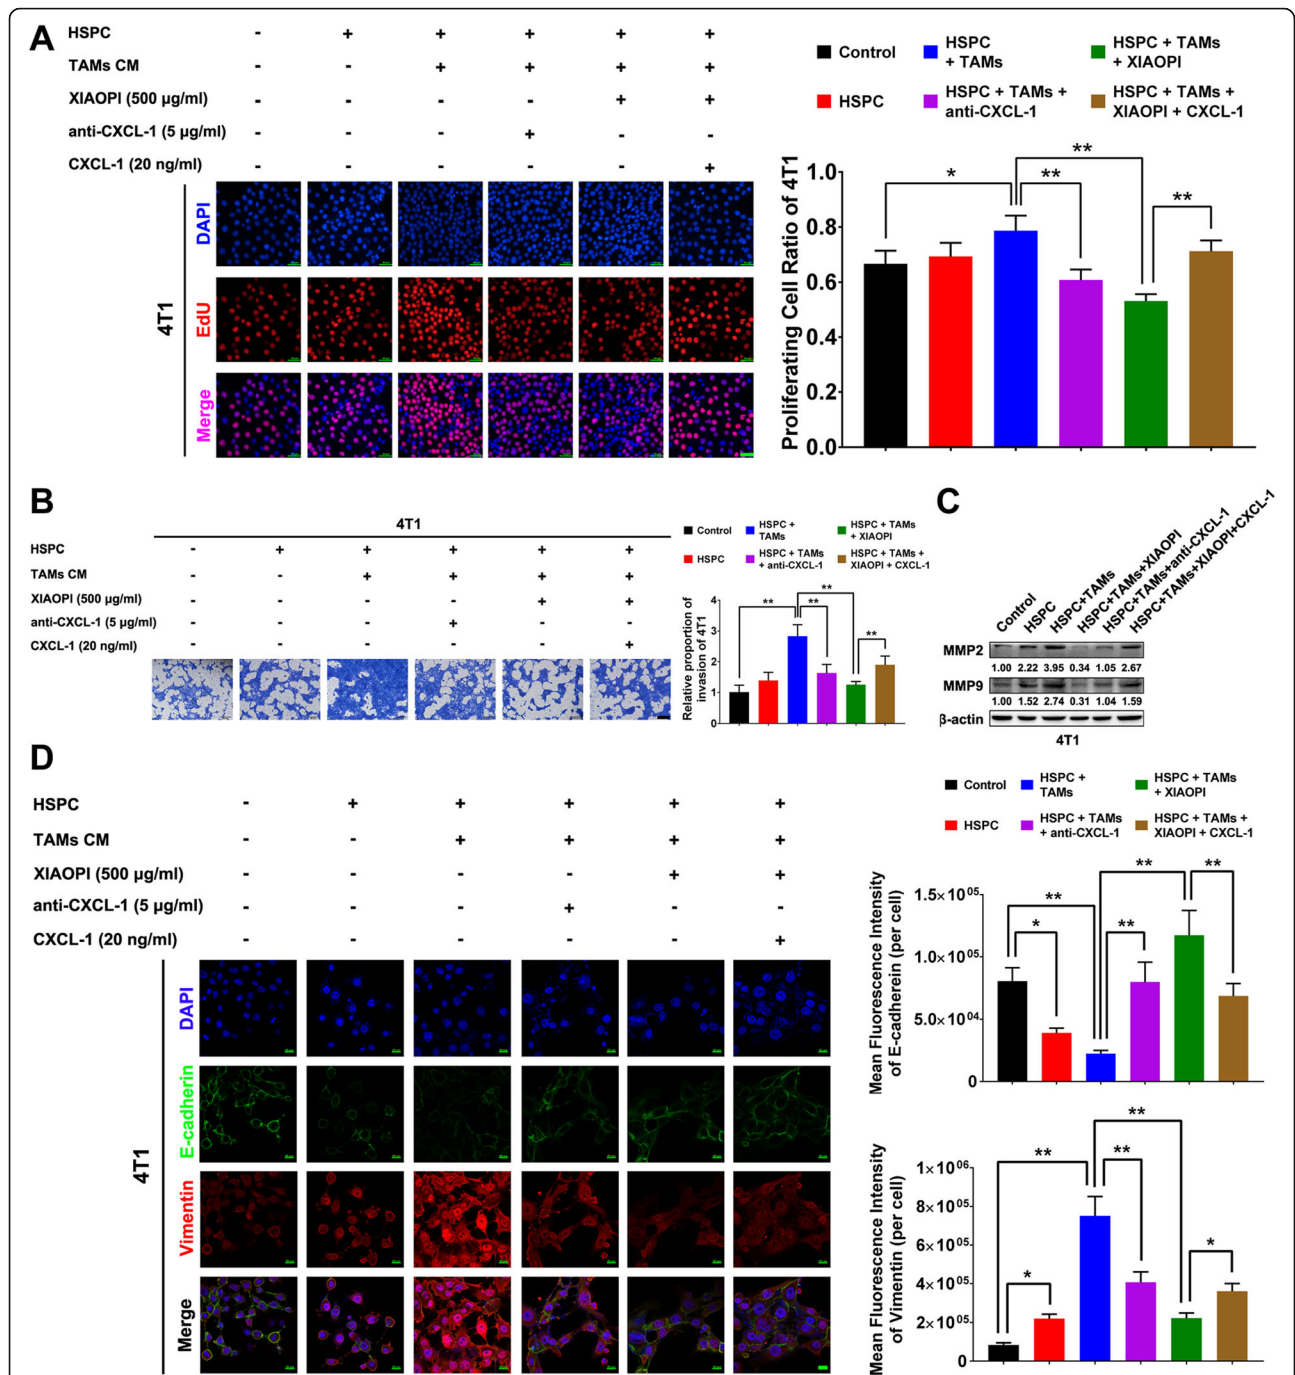 A
HSPC - + + + + +
TAMs CM - - + + + +
XIAOPI (500 µg/ml) - - - - + +
anti-CXCL-1 (5 µg/ml) - - - + - -
CXCL-1 (20 ng/ml) - - - - - +
4T1
DAPI
EdU
Merge
Control
HSPC
+ TAMs
HSPC + TAMs
+ XIAOPI
HSPC
HSPC + TAMs +
anti-CXCL-1
HSPC + TAMs +
XIAOPI + CXCL-1
Proliferating Cell Ratio of 4T1
1.0
0.8
0.6
0.4
0.2
0.0
* ** ** **
B
4T1
HSPC - + + + + +
TAMs CM - - + + + +
XIAOPI (500 µg/ml) - - - - + +
anti-CXCL-1 (5 µg/ml) - - - + - -
CXCL-1 (20 ng/ml) - - - - - +
Control
HSPC +
TAMs
HSPC + TAMs
+ XIAOPI
HSPC
HSPC + TAMs
+ anti-CXCL-1
HSPC + TAMs +
XIAOPI + CXCL-1
Relative proportion of
invasion of 4T1
4
3
2
1
0
** ** ** **
C
Control
HSPC
HSPC+TAMs
HSPC+TAMs+XIAOPI
HSPC+TAMs+anti-CXCL-1
HSPC+TAMs+XIAOPI+CXCL-1
MMP2
1.00 2.22 3.95 0.34 1.05 2.67
MMP9
1.00 1.52 2.74 0.31 1.04 1.59
β-actin
4T1
D
HSPC - + + + + +
TAMs CM - - + + + +
XIAOPI (500 µg/ml) - - - - + +
anti-CXCL-1 (5 µg/ml) - - - + - -
CXCL-1 (20 ng/ml) - - - - - +
4T1
DAPI
E-cadherin
Vimentin
Merge
Control
HSPC +
TAMs
HSPC + TAMs
+ XIAOPI
HSPC
HSPC + TAMs
+ anti-CXCL-1
HSPC + TAMs +
XIAOPI + CXCL-1
Mean Fluorescence Intensity
of E-cadherein (per cell)
1.5×10⁰⁵
1.0×10⁰⁵
5.0×10⁰⁴
0
** * ** ** **
Mean Fluorescence Intensity
of Vimentin (per cell)
1×10⁰⁶
8×10⁰⁵
6×10⁰⁵
4×10⁰⁵
2×10⁰⁵
0
** * ** ** *